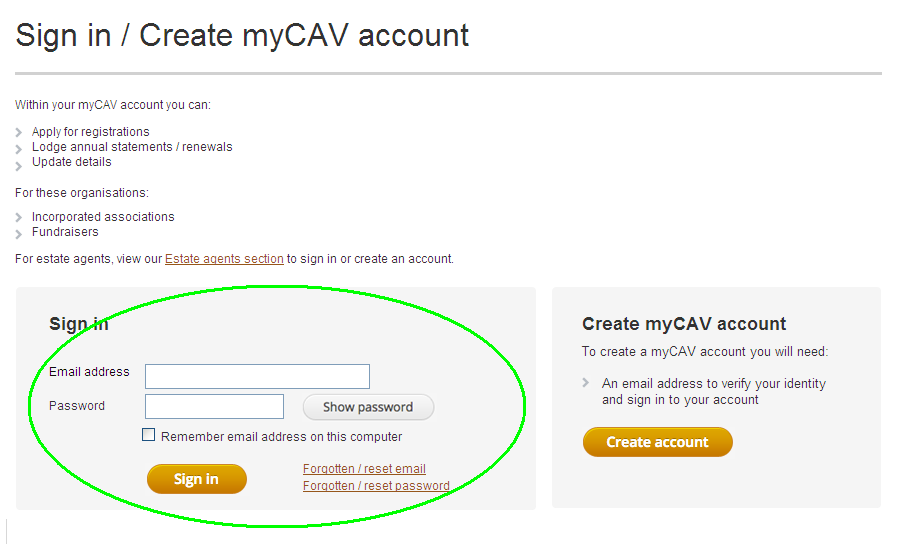 Sign in / Create myCAV account
Within your myCAV account you can:
Apply for registrations
Lodge annual statements / renewals
Update details
For these organisations:
Incorporated associations
Fundraisers
For estate agents, view our Estate agents section to sign in or create an account.
Sign in
Email address
Password
Show password
Remember email address on this computer
Sign in
Forgotten / reset email
Forgotten / reset password
Create myCAV account
To create a myCAV account you will need:
An email address to verify your identity
and sign in to your account
Create account